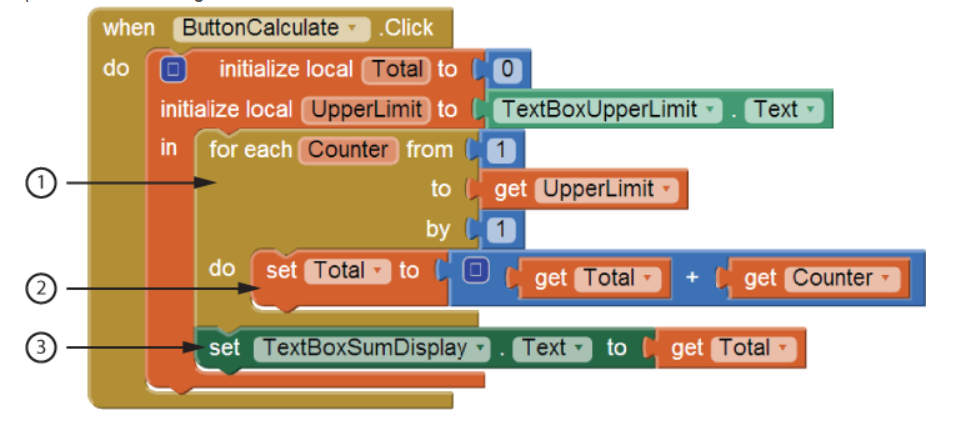 when ButtonCalculate .Click
do initialize local Total to 0
initialize local UpperLimit to TextBoxUpperLimit . Text
in for each Counter from 1
1 to get UpperLimit
by 1
do set Total to get Total + get Counter
2
3 set TextBoxSumDisplay . Text to get Total